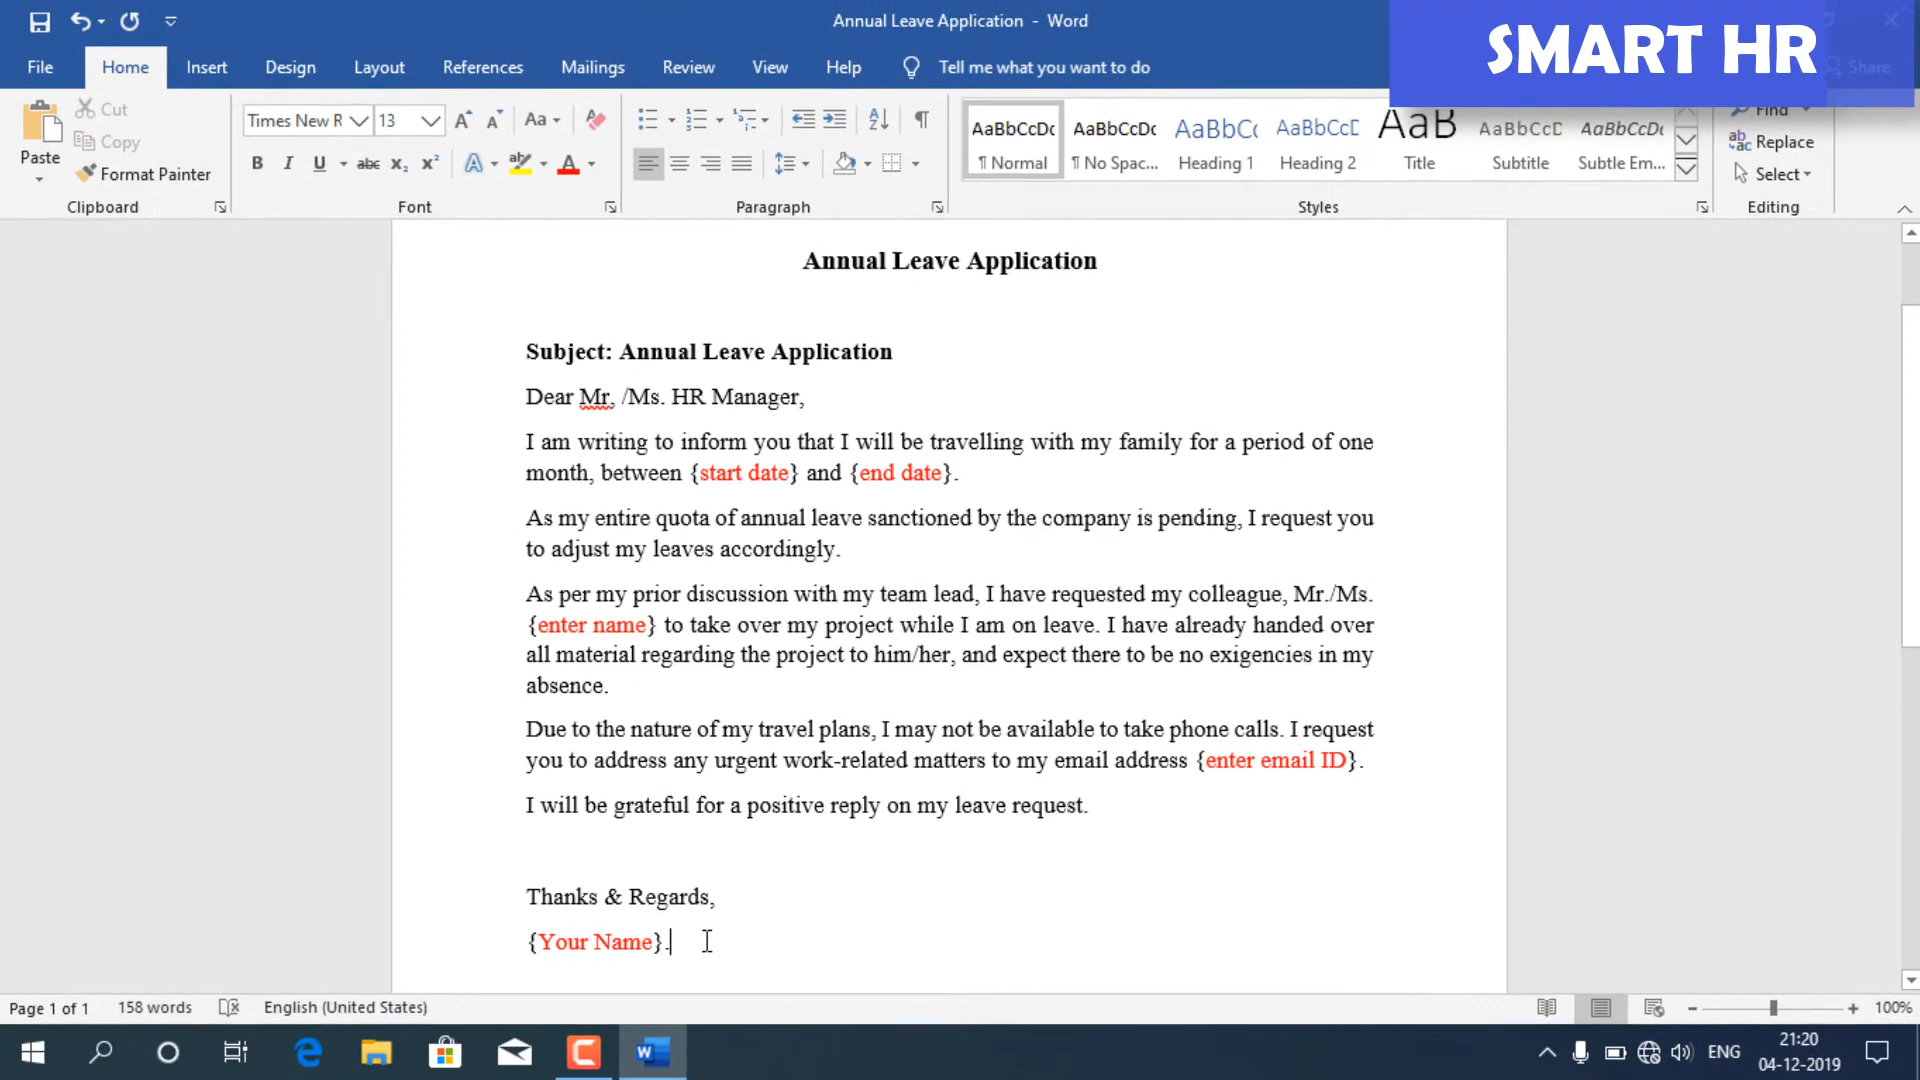 Annual Leave Application - Word
SMART HR
File Home Insert Design Layout References Mailings Review View Help Tell me what you want to do Share
Cut
Copy
Paste
Format Painter
Clipboard
Times New R 13
Font
Paragraph
AaBbCcDc AaBbCcDc AaBbCc AaBbCcD AaB AaBbCcD AaBbCcDc
¶ Normal ¶ No Spac... Heading 1 Heading 2 Title Subtitle Subtle Em...
Styles
Find
Replace
Select
Editing
Annual Leave Application
Subject: Annual Leave Application
Dear Mr, /Ms. HR Manager,
I am writing to inform you that I will be travelling with my family for a period of one
month, between {start date} and {end date}.
As my entire quota of annual leave sanctioned by the company is pending, I request you
to adjust my leaves accordingly.
As per my prior discussion with my team lead, I have requested my colleague, Mr./Ms.
{enter name} to take over my project while I am on leave. I have already handed over
all material regarding the project to him/her, and expect there to be no exigencies in my
absence.
Due to the nature of my travel plans, I may not be available to take phone calls. I request
you to address any urgent work-related matters to my email address {enter email ID}.
I will be grateful for a positive reply on my leave request.
Thanks & Regards,
{Your Name}.
Page 1 of 1 158 words English (United States) 100%
ENG
21:20
04-12-2019